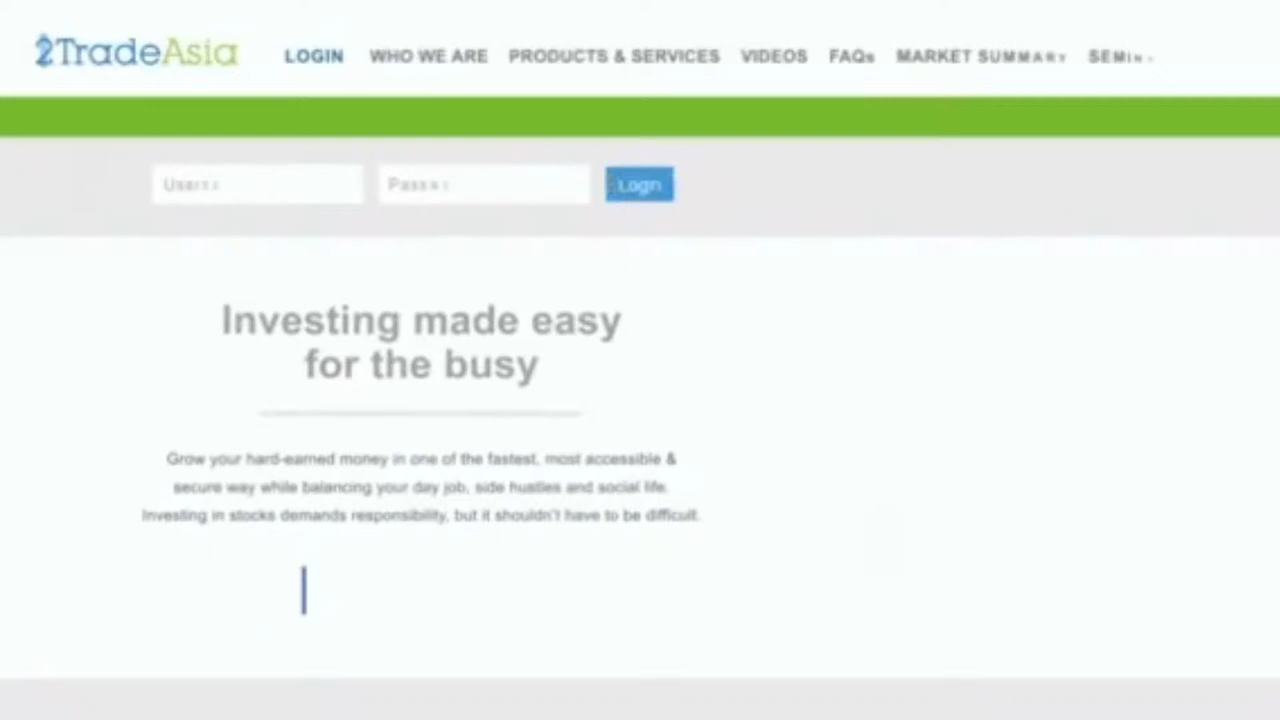 2TradeAsia
LOGIN WHO WE ARE PRODUCTS & SERVICES VIDEOS FAQs MARKET SUMMARY
Login
Investing made easy
for the busy
Grow your hard-earned money in one of the fastest, most accessible &
secure way while balancing your day job, side hustles and social life.
Investing in stocks demands responsibility, but it shouldn't have to be difficult.